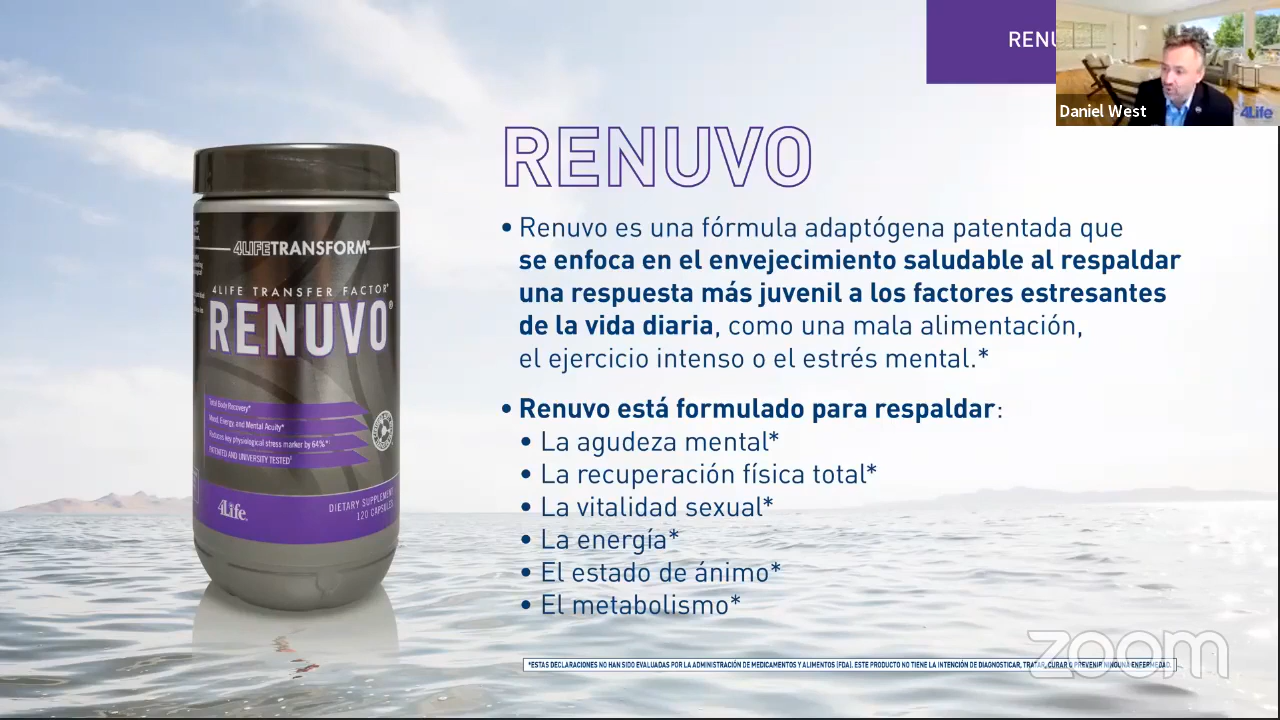 RENU
Daniel West
4Life
RENUVO
• Renuvo es una fórmula adaptógena patentada que
se enfoca en el envejecimiento saludable al respaldar
una respuesta más juvenil a los factores estresantes
de la vida diaria, como una mala alimentación,
el ejercicio intenso o el estrés mental.*
• Renuvo está formulado para respaldar:
• La agudeza mental*
• La recuperación física total*
• La vitalidad sexual*
• La energía*
• El estado de ánimo*
• El metabolismo*
4LIFETRANSFORM®
4LIFE TRANSFER FACTOR®
RENUVO®
Total Body Recovery*
Mood, Energy, and Mental Acuity*
Reduces key physiological stress marker by 64%*†
PATENTED AND UNIVERSITY TESTED
4Life
DIETARY SUPPLEMENT
120 CAPSULES
zoom
*ESTAS DECLARACIONES NO HAN SIDO EVALUADAS POR LA ADMINISTRACIÓN DE MEDICAMENTOS Y ALIMENTOS (FDA). ESTE PRODUCTO NO TIENE LA INTENCIÓN DE DIAGNOSTICAR, TRATAR, CURAR O PREVENIR NINGUNA ENFERMEDAD.